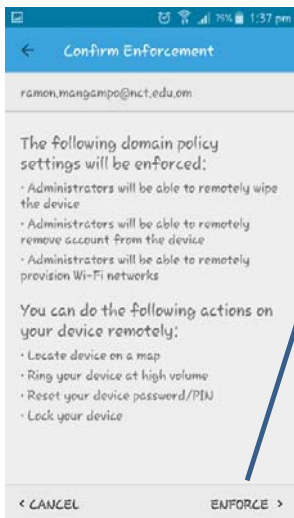 75% 1:37 pm
Confirm Enforcement
ramon.mangampo@nct.edu.om
The following domain policy
settings will be enforced:
· Administrators will be able to remotely wipe
the device
· Administrators will be able to remotely
remove account from the device
· Administrators will be able to remotely
provision Wi-Fi networks
You can do the following actions on
your device remotely:
· Locate device on a map
· Ring your device at high volume
· Reset your device password/PIN
· Lock your device
< CANCEL ENFORCE >